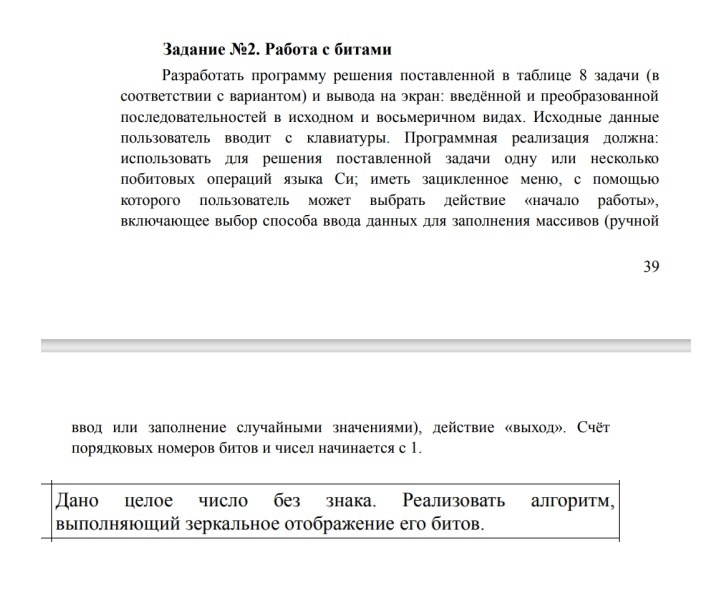 Задание №2. Работа с битами
Разработать программу решения поставленной в таблице 8 задачи (в
соответствии с вариантом) и вывода на экран: введённой и преобразованной
последовательностей в исходном и восьмеричном видах. Исходные данные
пользователь вводит с клавиатуры. Программная реализация должна:
использовать для решения поставленной задачи одну или несколько
побитовых операций языка Си; иметь зацикленное меню, с помощью
которого пользователь может выбрать действие «начало работы»,
включающее выбор способа ввода данных для заполнения массивов (ручной
39
ввод или заполнение случайными значениями), действие «выход». Счёт
порядковых номеров битов и чисел начинается с 1.
Дано целое число без знака. Реализовать алгоритм,
выполняющий зеркальное отображение его битов.